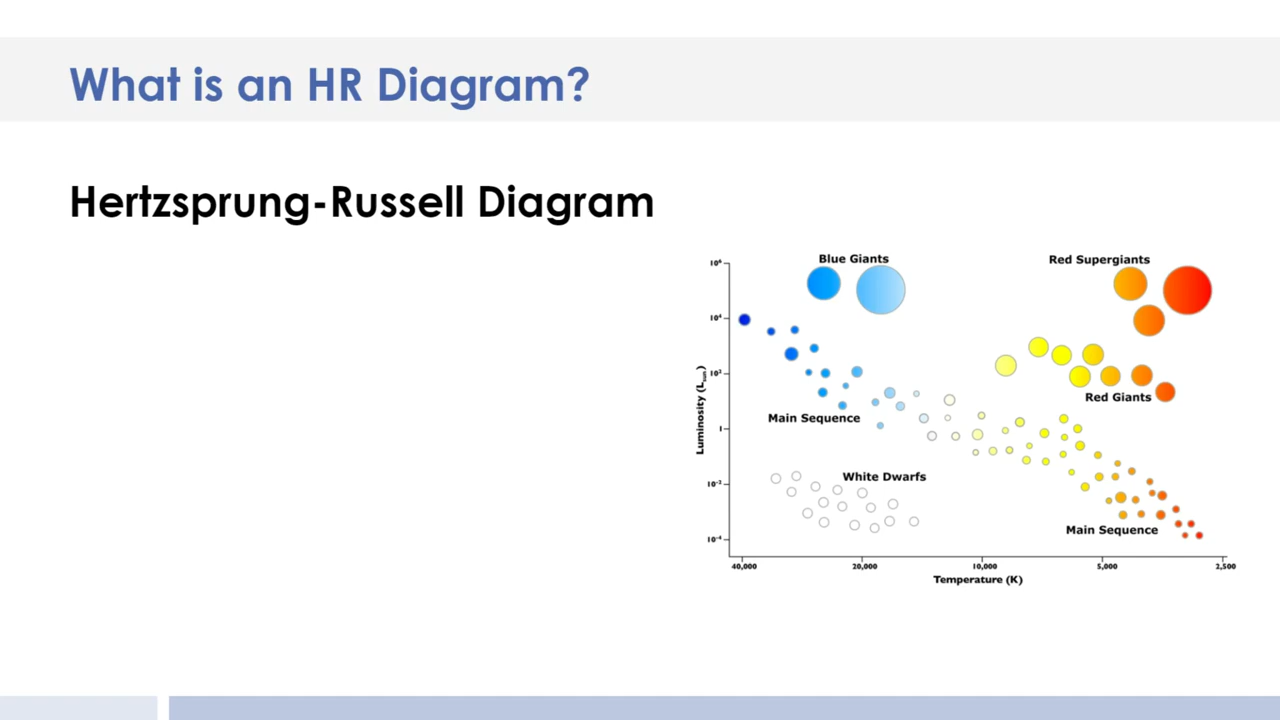 What is an HR Diagram?
Hertzsprung-Russell Diagram
Blue Giants
Red Supergiants
10⁶
10⁴
10²
1
10⁻²
10⁻⁴
Luminosity (Lsun)
Red Giants
Main Sequence
White Dwarfs
Main Sequence
40,000 20,000 10,000 5,000 2,500
Temperature (K)